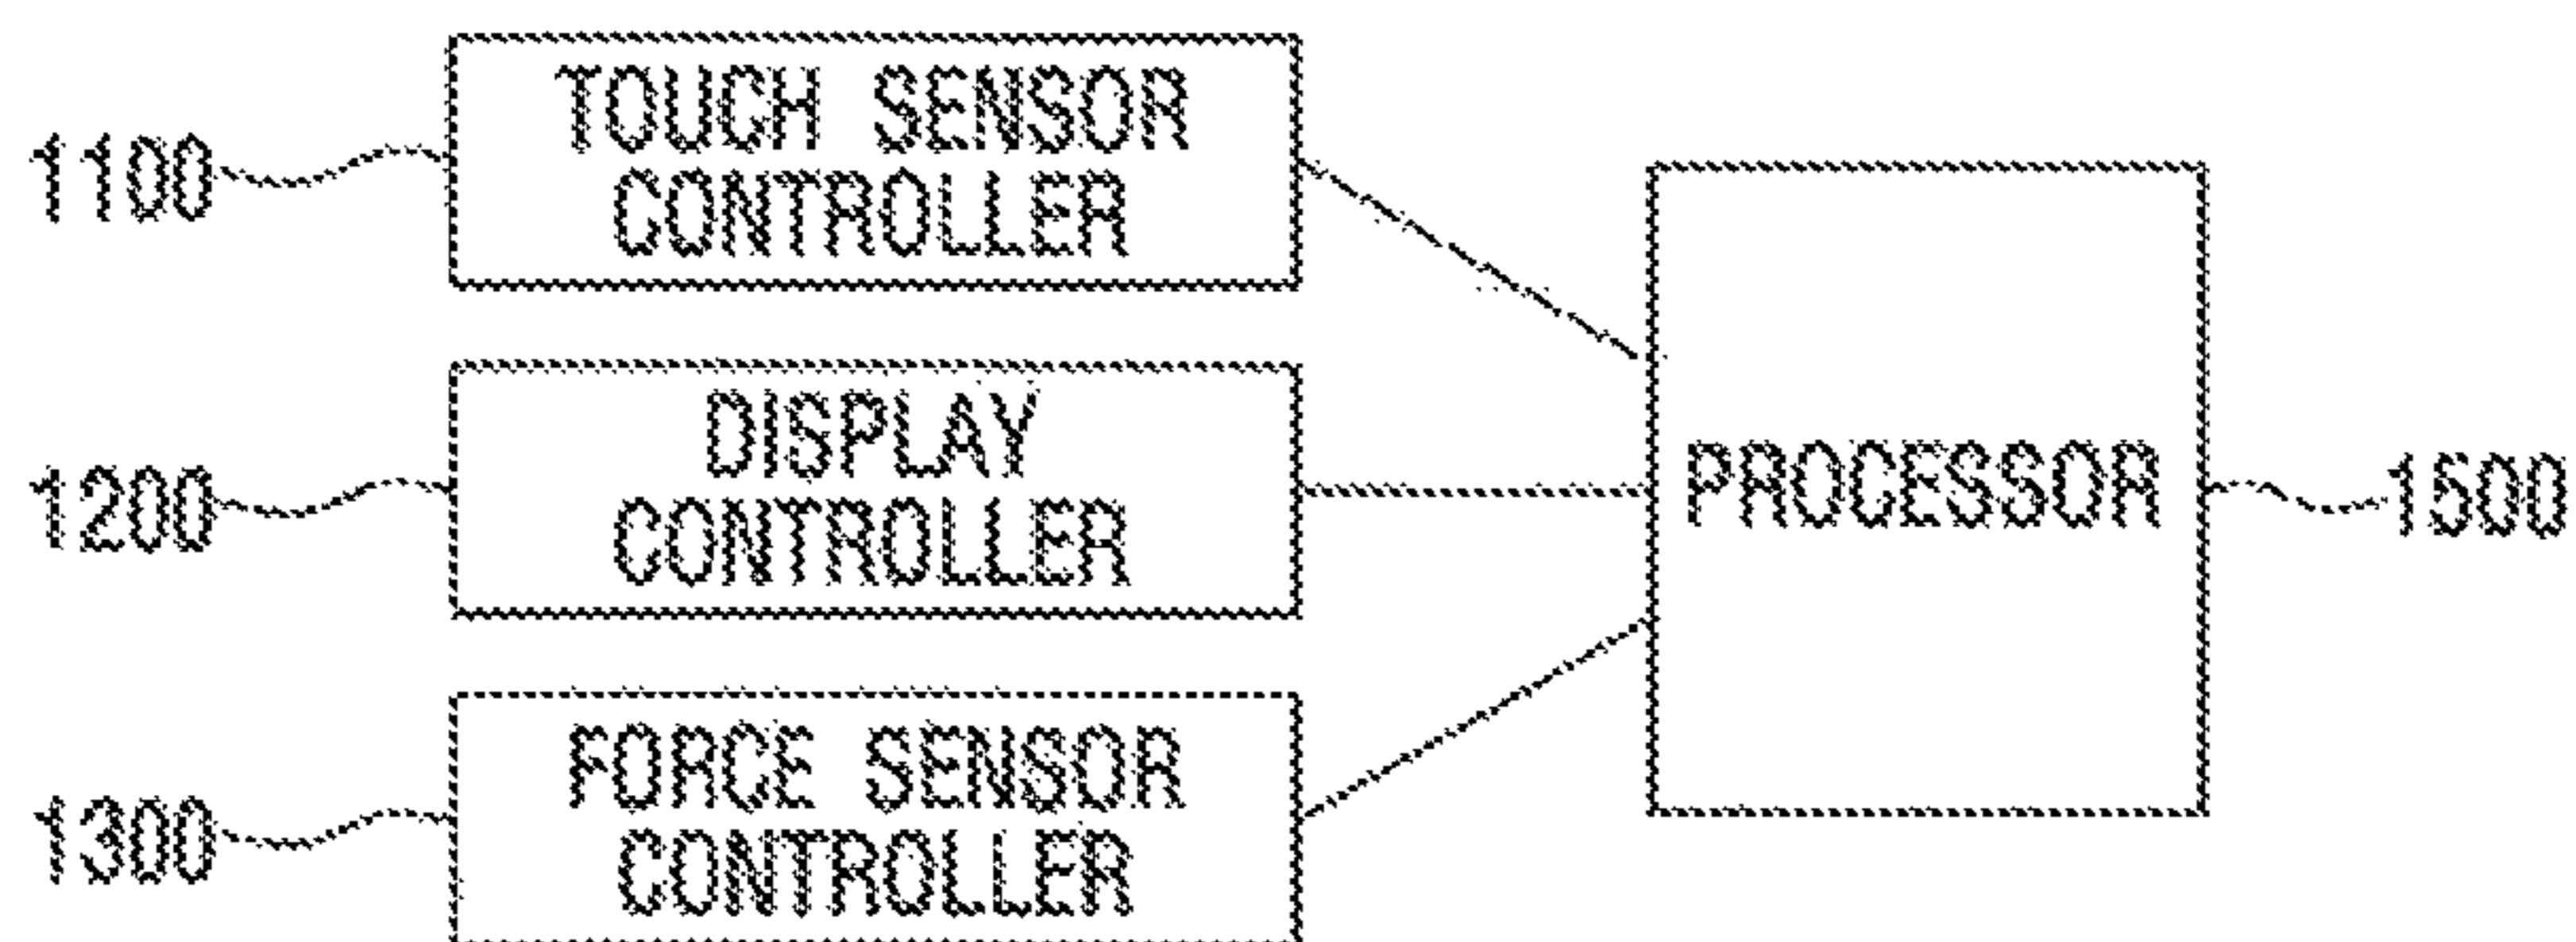 1100
TOUCH SENSOR
CONTROLLER
1200
DISPLAY
CONTROLLER
1300
FORCE SENSOR
CONTROLLER
PROCESSOR
1500